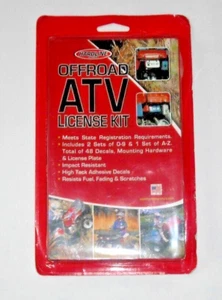 HARDLINE
OFFROAD
ATV
LICENSE KIT
• Meets State Registration Requirements.
• Includes 2 Sets of 0-9 & 1 Set of A-Z.
Total of 48 Decals, Mounting Hardware
& License Plate
• Impact Resistant
• High Tack Adhesive Decals
• Resists Fuel, Fading & Scratches